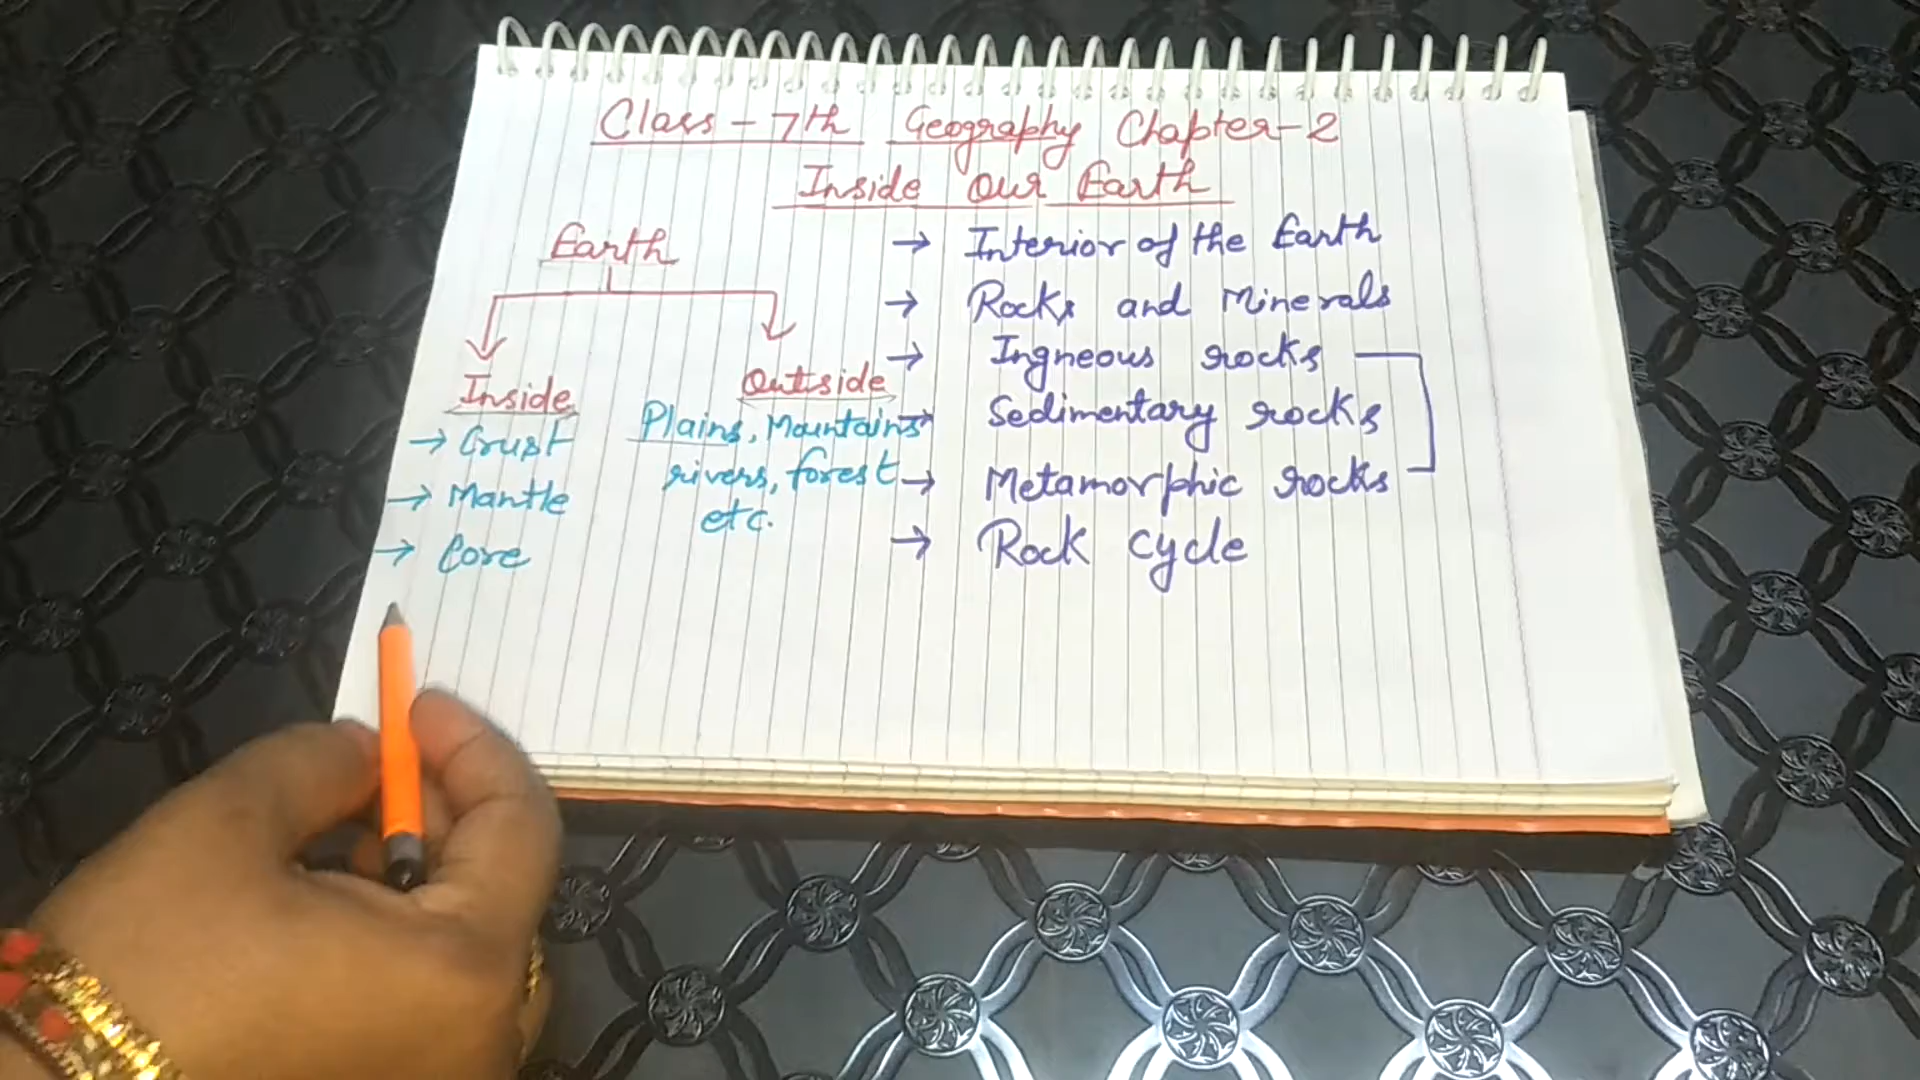 Class - 7th Geography Chapter-2
Inside Our Earth
Earth
Inside
→ Crust
→ Mantle
→ Core
Outside
Plains, Mountains
rivers, forest
etc.
→ Interior of the Earth
→ Rocks and Minerals
→ Ingneous rocks
→ Sedimentary rocks
→ Metamorphic rocks
→ Rock cycle